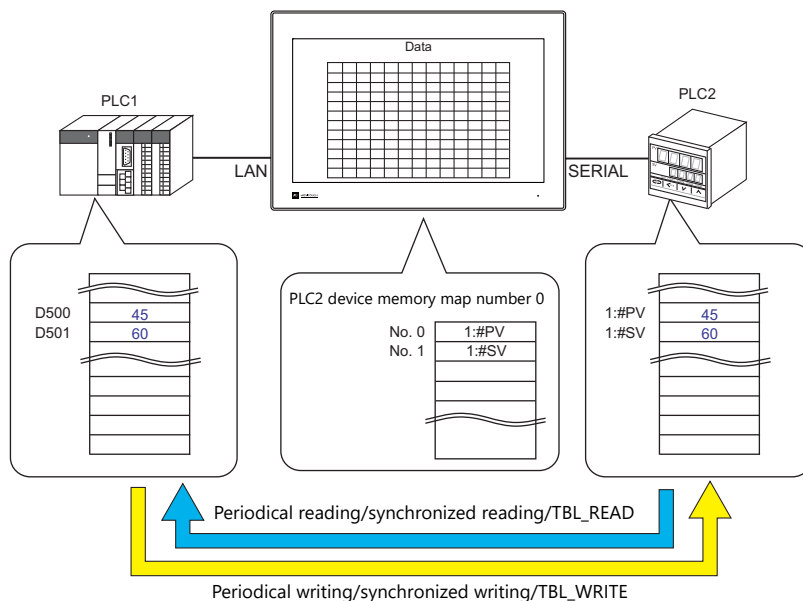 Data
PLC1
PLC2
LAN
SERIAL
PLC2 device memory map number 0
D500 45
D501 60
No. 0 1:#PV
No. 1 1:#SV
1:#PV 45
1:#SV 60
Periodical reading/synchronized reading/TBL_READ
Periodical writing/synchronized writing/TBL_WRITE